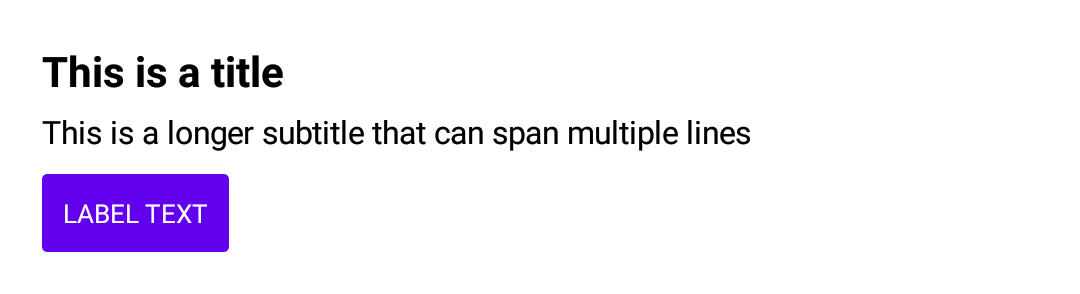 This is a title
This is a longer subtitle that can span multiple lines
LABEL TEXT